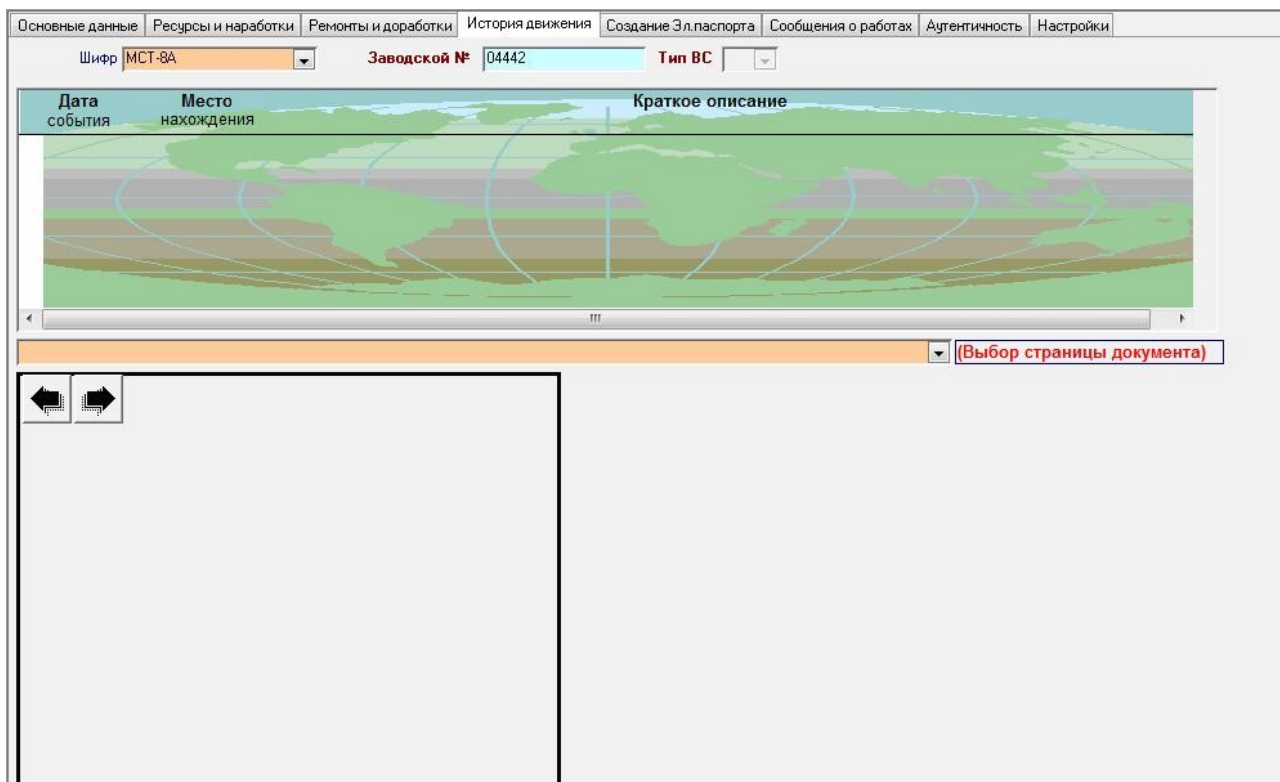 Основные данные Ресурсы и наработки Ремонты и доработки История движения Создание Эл.паспорта Сообщения о работах Аутентичность Настройки
Шифр МСТ-8А Заводской № 04442 Тип ВС
Дата Место Краткое описание
события нахождения
(Выбор страницы документа)